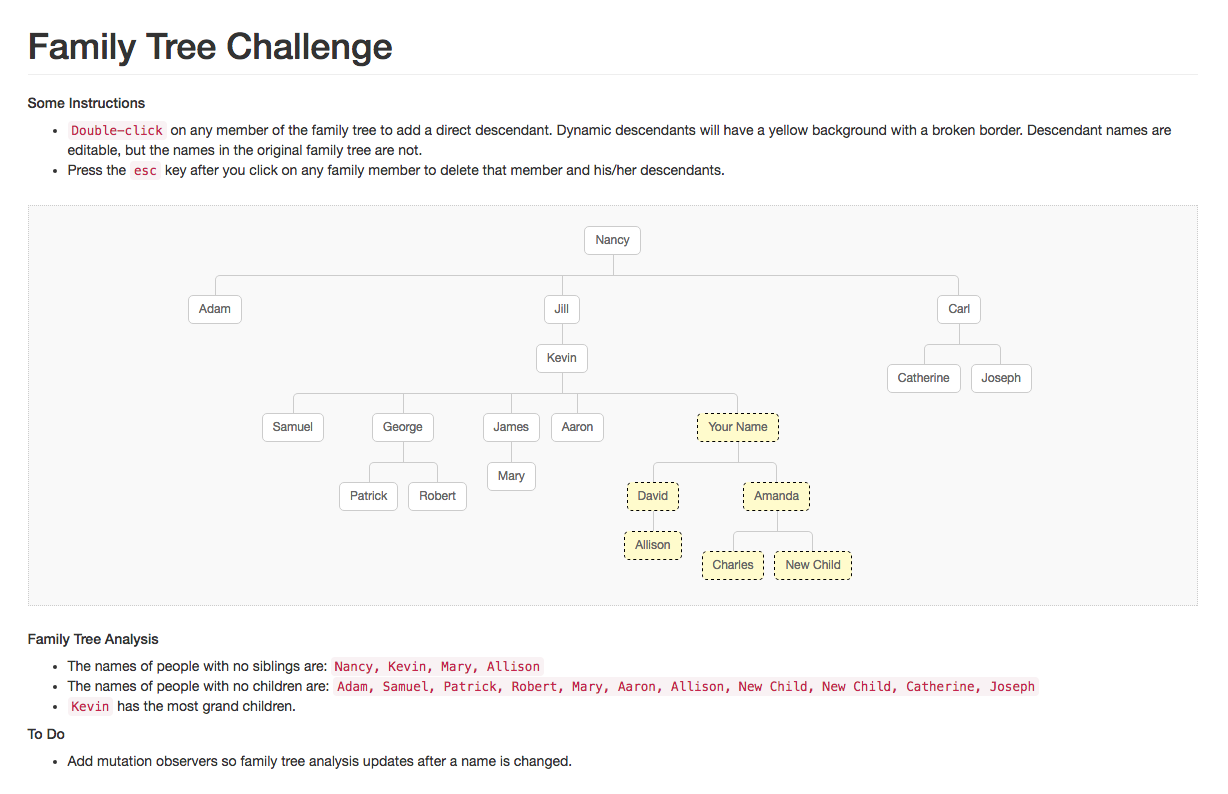 Family Tree Challenge
Some Instructions
• Double-click on any member of the family tree to add a direct descendant. Dynamic descendants will have a yellow background with a broken border. Descendant names are
editable, but the names in the original family tree are not.
• Press the esc key after you click on any family member to delete that member and his/her descendants.
Nancy
Adam Jill Carl
Kevin
Catherine Joseph
Samuel George James Aaron Your Name
Mary
Patrick Robert David Amanda
Allison
Charles New Child
Family Tree Analysis
• The names of people with no siblings are: Nancy, Kevin, Mary, Allison
• The names of people with no children are: Adam, Samuel, Patrick, Robert, Mary, Aaron, Allison, New Child, New Child, Catherine, Joseph
• Kevin has the most grand children.
To Do
• Add mutation observers so family tree analysis updates after a name is changed.